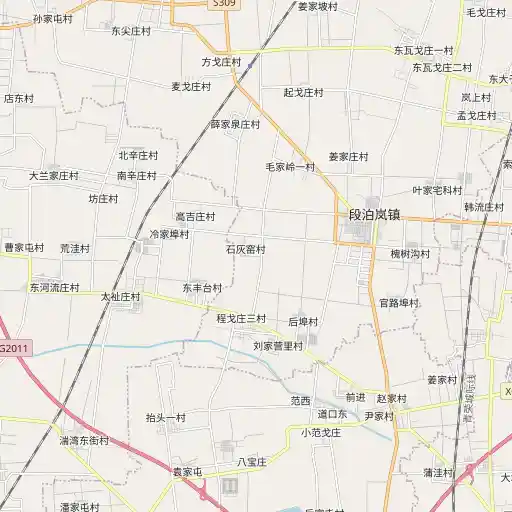 S309
孙家屯村
姜家坡村
毛戈庄村
东尖庄村
方戈庄村
东瓦戈庄一村
东瓦戈庄二村
麦戈庄村
起戈庄村
店东村
岚上村
薛家泉庄村
孟戈庄村
北辛庄村
姜家庄村
大兰家庄村
南辛庄村
毛家岭一村
叶家宅科村
坊庄村
韩流庄村
高吉庄村
段泊岚镇
冷家埠村
曹家屯村
荒洼村
石灰窑村
槐树沟村
东河流庄村
太祉庄村
东丰台村
官路埠村
程戈庄三村
后埠村
G2011
刘家营里村
姜家村
青荣城际线
范西
前进
赵家村
道口东
尹家村
抬头一村
小范戈庄
湍湾东街村
八宝庄
袁家屯
蒲洼村
潘家屯村